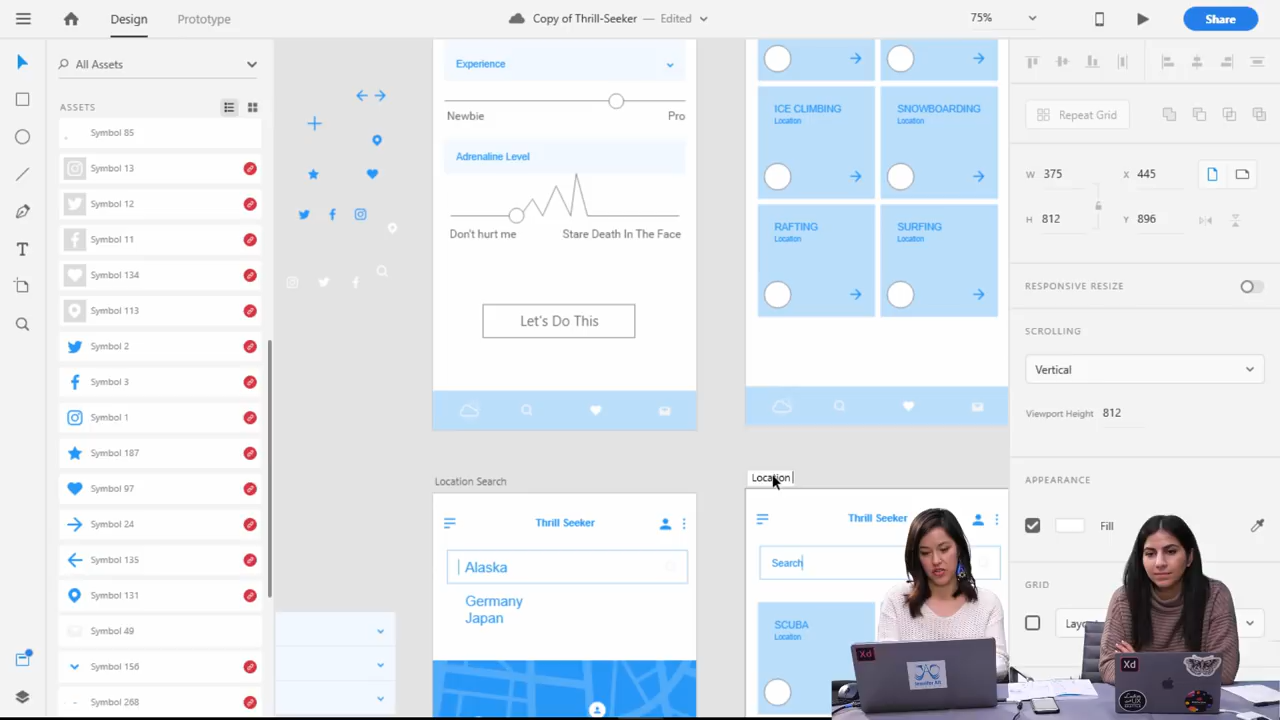 Design
Prototype
Copy of Thrill-Seeker — Edited
75%
Share
All Assets
ASSETS
Symbol 85
Symbol 13
Symbol 12
Symbol 11
Symbol 134
Symbol 113
Symbol 2
Symbol 3
Symbol 1
Symbol 187
Symbol 97
Symbol 24
Symbol 135
Symbol 131
Symbol 49
Symbol 156
Symbol 268
Experience
Newbie
Pro
Adrenaline Level
Don't hurt me
Stare Death In The Face
Let's Do This
ICE CLIMBING
Location
SNOWBOARDING
Location
RAFTING
Location
SURFING
Location
Location Search
Thrill Seeker
Alaska
Germany
Japan
Location
Thrill Seeker
Search
SCUBA
Location
Repeat Grid
W 375
X 445
H 812
Y 896
RESPONSIVE RESIZE
SCROLLING
Vertical
Viewport Height 812
APPEARANCE
Fill
GRID
Xd
Xd